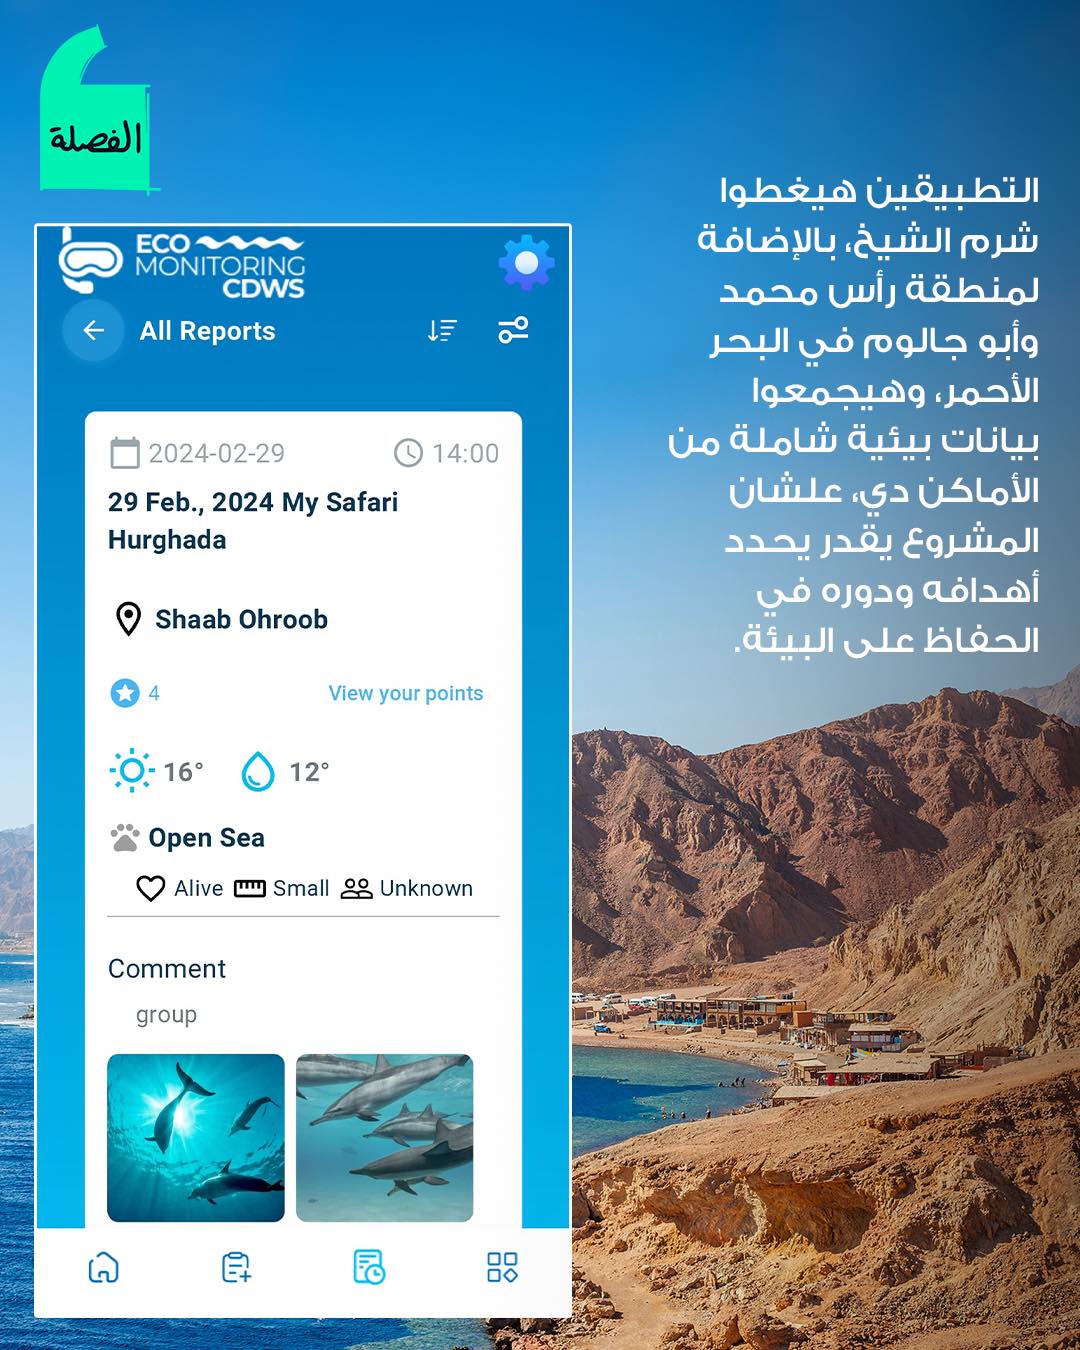 الفصلة
التطبيقين هيغطوا
شرم الشيخ، بالإضافة
لمنطقة رأس محمد
وأبو جالوم في البحر
الأحمر، وهيجمعوا
بيانات بيئية شاملة من
الأماكن دي، علشان
المشروع يقدر يحدد
أهدافه ودوره في
الحفاظ على البيئة.
ECO
MONITORING
CDWS
All Reports
2024-02-29 14:00
29 Feb., 2024 My Safari
Hurghada
Shaab Ohroob
4 View your points
16° 12°
Open Sea
Alive Small Unknown
Comment
group